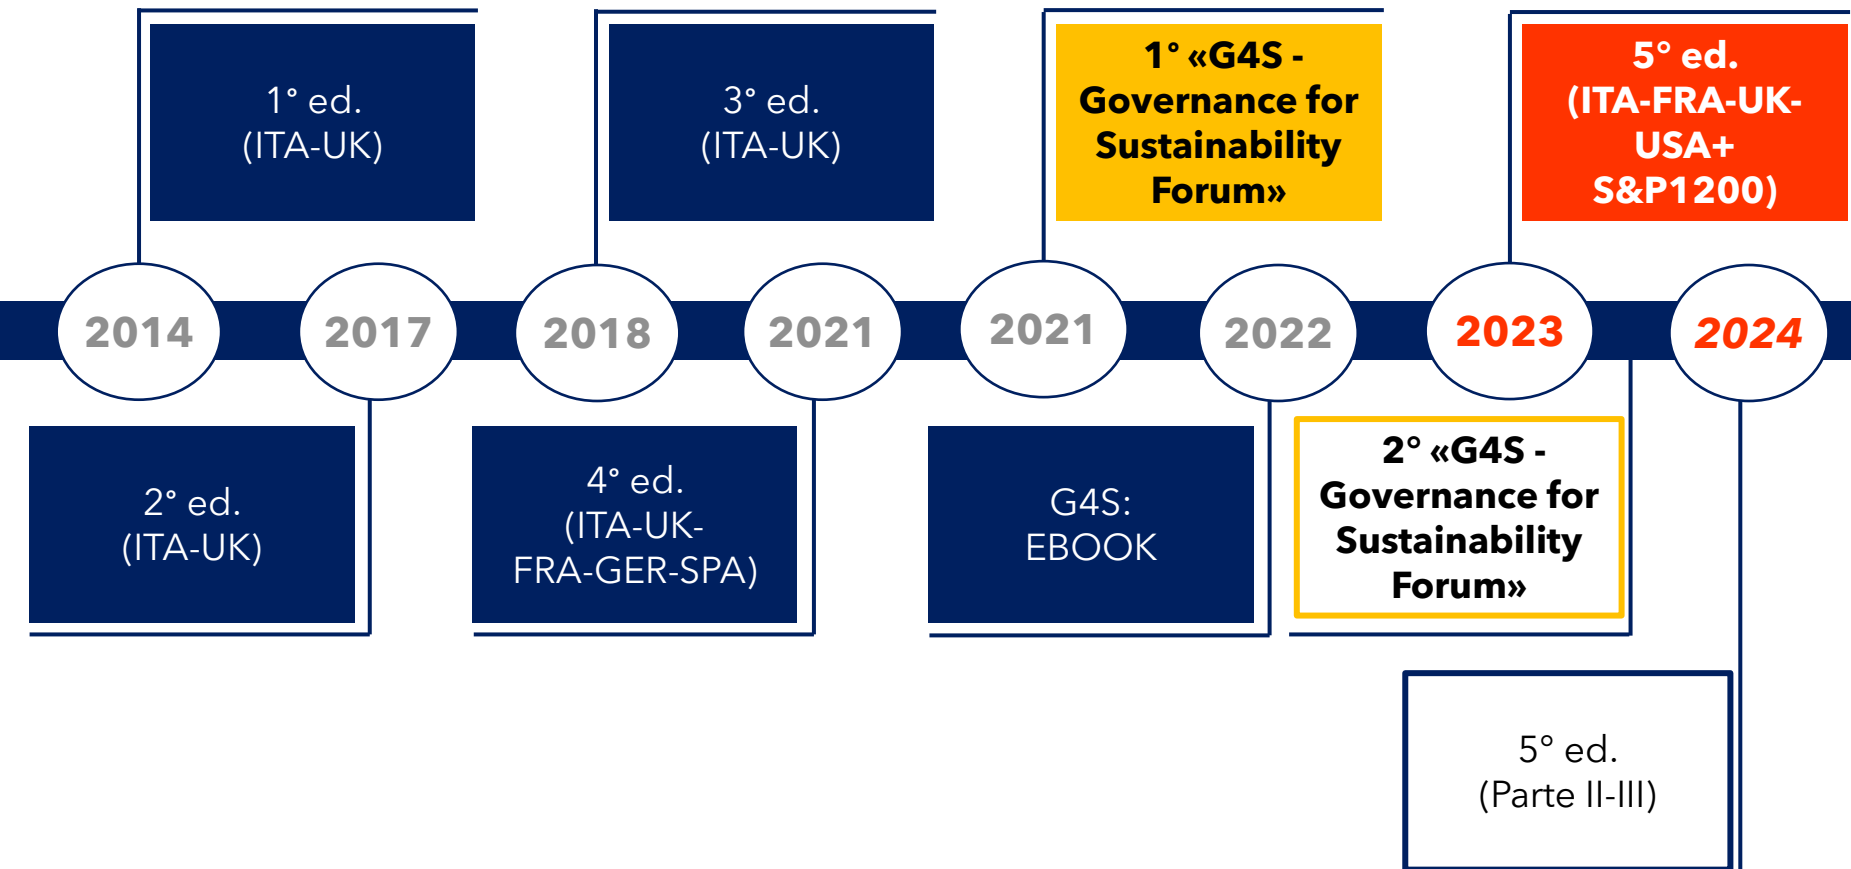 1° ed.
(ITA-UK)
3° ed.
(ITA-UK)
1° «G4S -
Governance for
Sustainability
Forum»
5° ed.
(ITA-FRA-UK-
USA+
S&P1200)
2014
2017
2018
2021
2021
2022
2023
2024
2° ed.
(ITA-UK)
4° ed.
(ITA-UK-
FRA-GER-SPA)
G4S:
EBOOK
2° «G4S -
Governance for
Sustainability
Forum»
5° ed.
(Parte II-III)